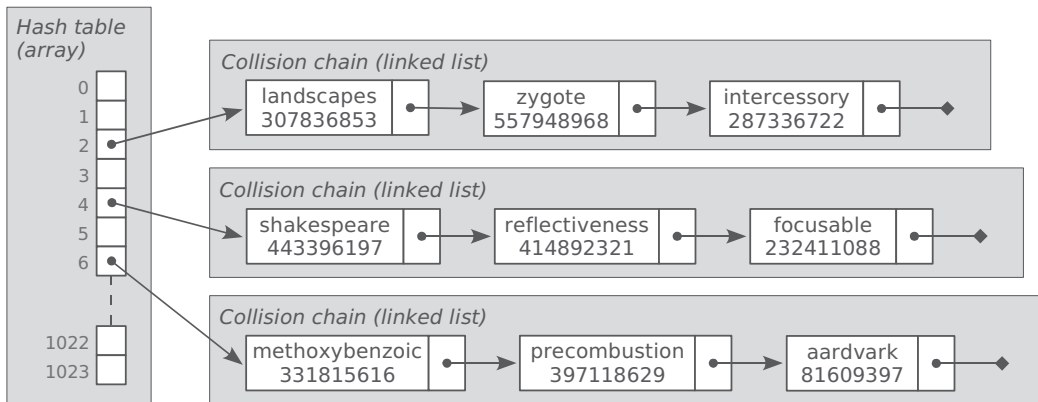 Hash table
(array)
0
1
2
3
4
5
6
1022
1023
Collision chain (linked list)
landscapes
307836853
zygote
557948968
intercessory
287336722
Collision chain (linked list)
shakespeare
443396197
reflectiveness
414892321
focusable
232411088
Collision chain (linked list)
methoxybenzoic
331815616
precombustion
397118629
aardvark
81609397